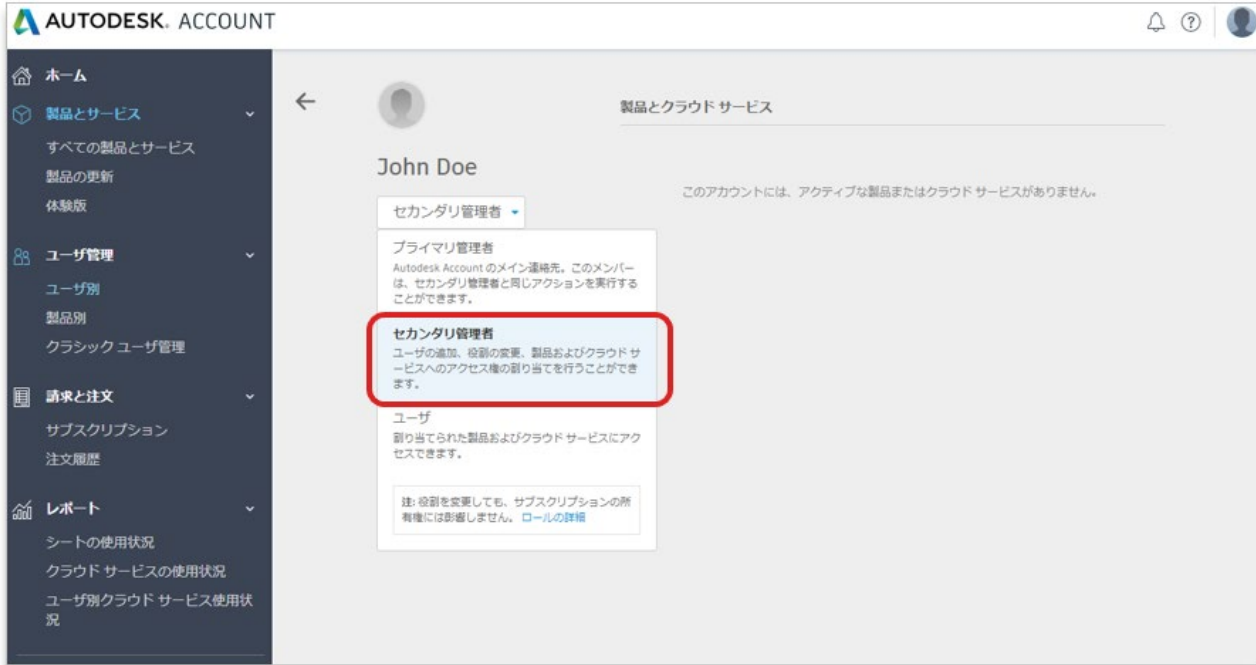 AUTODESK® ACCOUNT
ホーム
製品とサービス
すべての製品とサービス
製品の更新
体験版
ユーザ管理
ユーザ別
製品別
クラシック ユーザ管理
請求と注文
サブスクリプション
注文履歴
レポート
シートの使用状況
クラウド サービスの使用状況
ユーザ別クラウド サービス使用状
況
John Doe
セカンダリ管理者
プライマリ管理者
Autodesk Account のメイン連絡先。このメンバー
は、セカンダリ管理者と同じアクションを実行する
ことができます。
セカンダリ管理者
ユーザの追加、役割の変更、製品およびクラウド サ
ービスへのアクセス権の割り当てを行うことができ
ます。
ユーザ
割り当てられた製品およびクラウド サービスにアク
セスできます。
注: 役割を変更しても、サブスクリプションの所
有権には影響しません。 ロールの詳細
製品とクラウド サービス
このアカウントには、アクティブな製品またはクラウド サービスがありません。